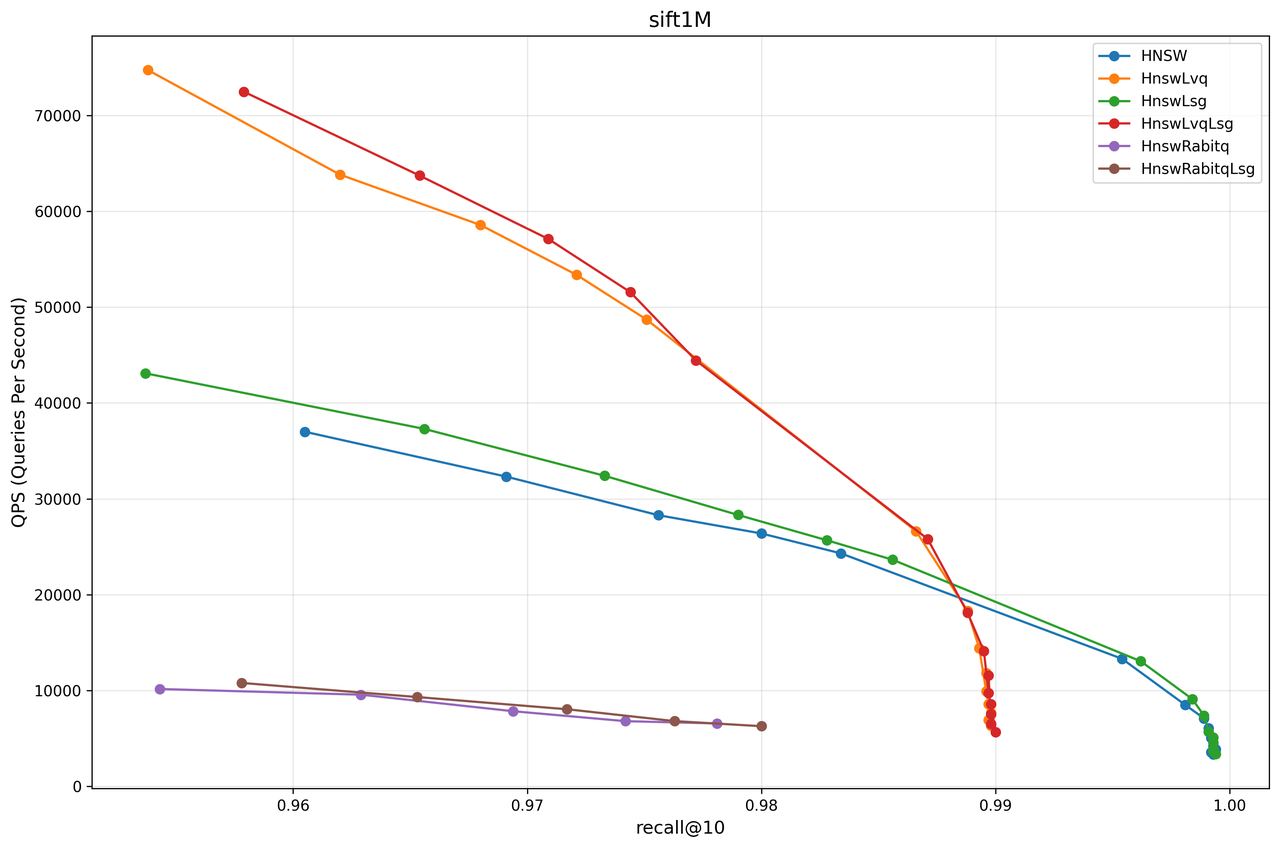 sift1M
HNSW
HnswLvq
HnswLsg
HnswLvqLsg
HnswRabitq
HnswRabitqLsg
QPS (Queries Per Second)
70000
60000
50000
40000
30000
20000
10000
0
0.96 0.97 0.98 0.99 1.00
recall@10